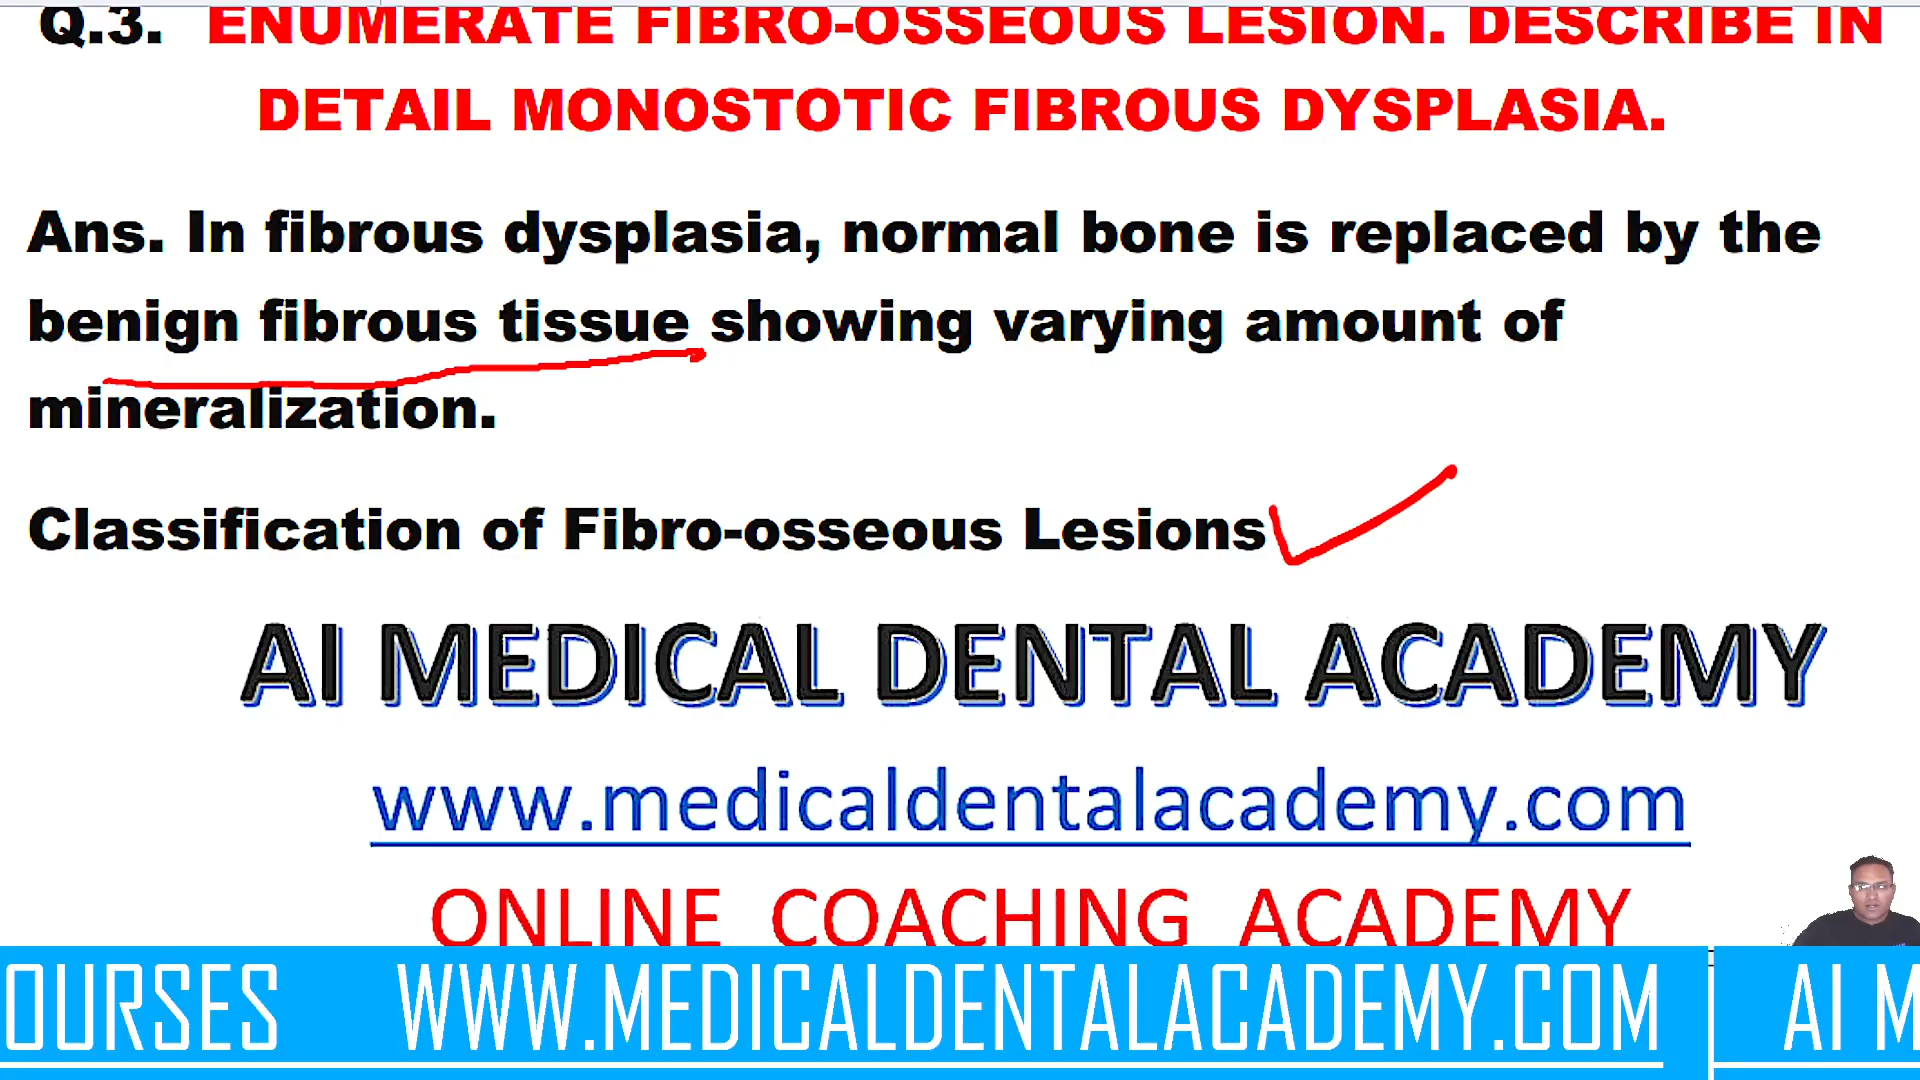 Q.3. ENUMERATE FIBRO-OSSEOUS LESION. DESCRIBE IN
DETAIL MONOSTOTIC FIBROUS DYSPLASIA.
Ans. In fibrous dysplasia, normal bone is replaced by the
benign fibrous tissue showing varying amount of
mineralization.
Classification of Fibro-osseous Lesions
AI MEDICAL DENTAL ACADEMY
www.medicaldentalacademy.com
ONLINE COACHING ACADEMY
OURSES WWW.MEDICALDENTALACADEMY.COM AI M